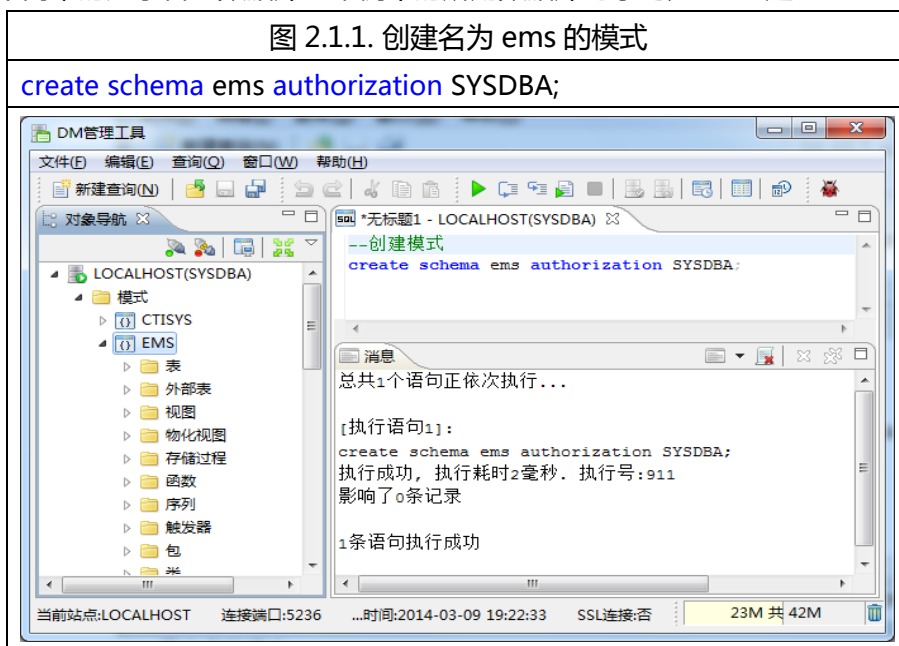 图 2.1.1. 创建名为 ems 的模式
create schema ems authorization SYSDBA;
DM管理工具
文件(F) 编辑(E) 查询(Q) 窗口(W) 帮助(H)
新建查询(N)
对象导航
LOCALHOST(SYSDBA)
模式
CTISYS
EMS
表
外部表
视图
物化视图
存储过程
函数
序列
触发器
包
类
*无标题1 - LOCALHOST(SYSDBA)
--创建模式
create schema ems authorization SYSDBA;
消息
总共1个语句正依次执行...
[执行语句1]:
create schema ems authorization SYSDBA;
执行成功, 执行耗时2毫秒. 执行号:911
影响了0条记录
1条语句执行成功
当前站点:LOCALHOST 连接端口:5236 ...时间:2014-03-09 19:22:33 SSL连接:否 23M 共 42M